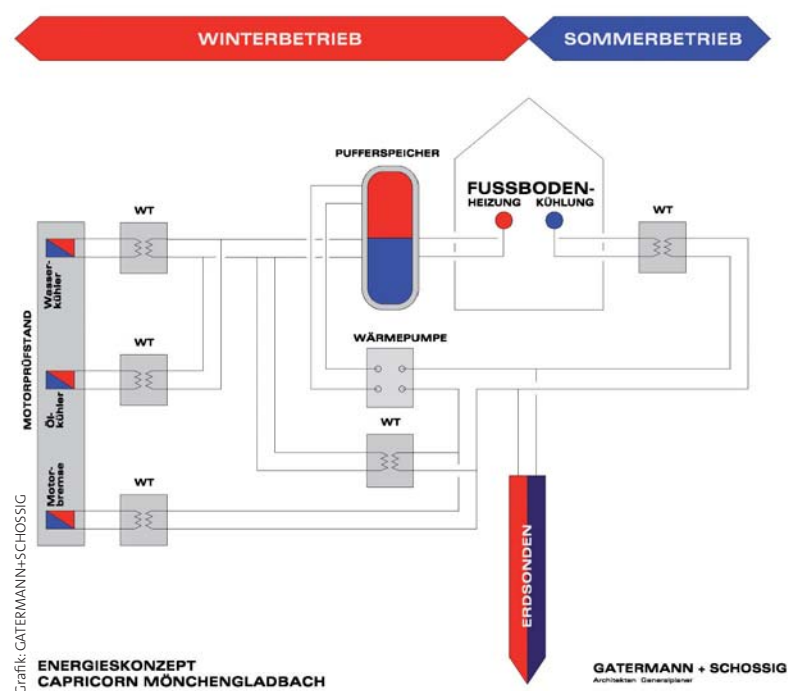 WINTERBETRIEB
SOMMERBETRIEB
PUFFERSPEICHER
FUSSBODEN-
HEIZUNG KÜHLUNG
WT
WT
MOTORPRÜFSTAND
Wasser-
kühler
WT
Öl-
kühler
WÄRMEPUMPE
WT
WT
Motor-
bremse
ERDSONDEN
Grafik: GATERMANN+SCHOSSIG
ENERGIESKONZEPT
CAPRICORN MÖNCHENGLADBACH
GATERMANN + SCHOSSIG
Architekten Generalplaner